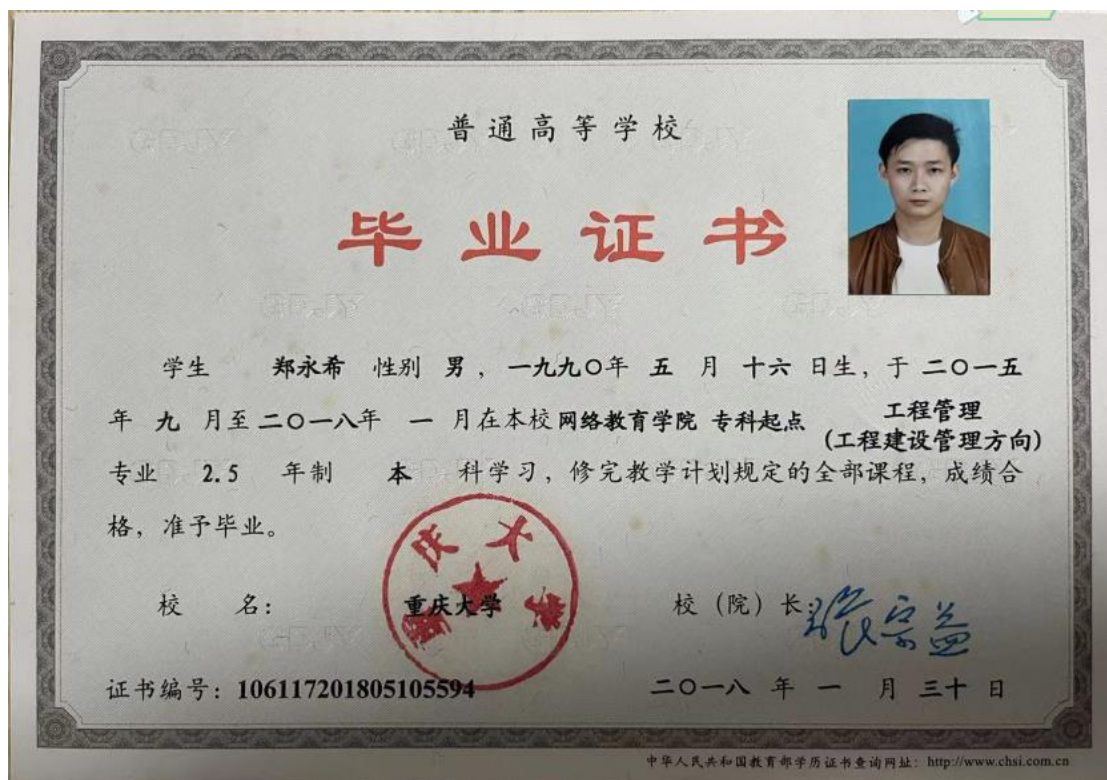 普通高等学校
毕业证书
学生 郑永希 性别 男，一九九〇年 五 月 十六 日生，于 二〇一五
年 九 月至 二〇一八年 一 月在本校 网络教育学院 专科起点 工程管理
(工程建设管理方向)
专业 2.5 年制 本 科学习，修完教学计划规定的全部课程，成绩合
格，准予毕业。
重庆大学
校 名： 重庆大学 校（院）长：张宗益
证书编号：106117201805105594 二〇一八 年 一 月 三十 日
中华人民共和国教育部学历证书查询网址：http://www.chsi.com.cn